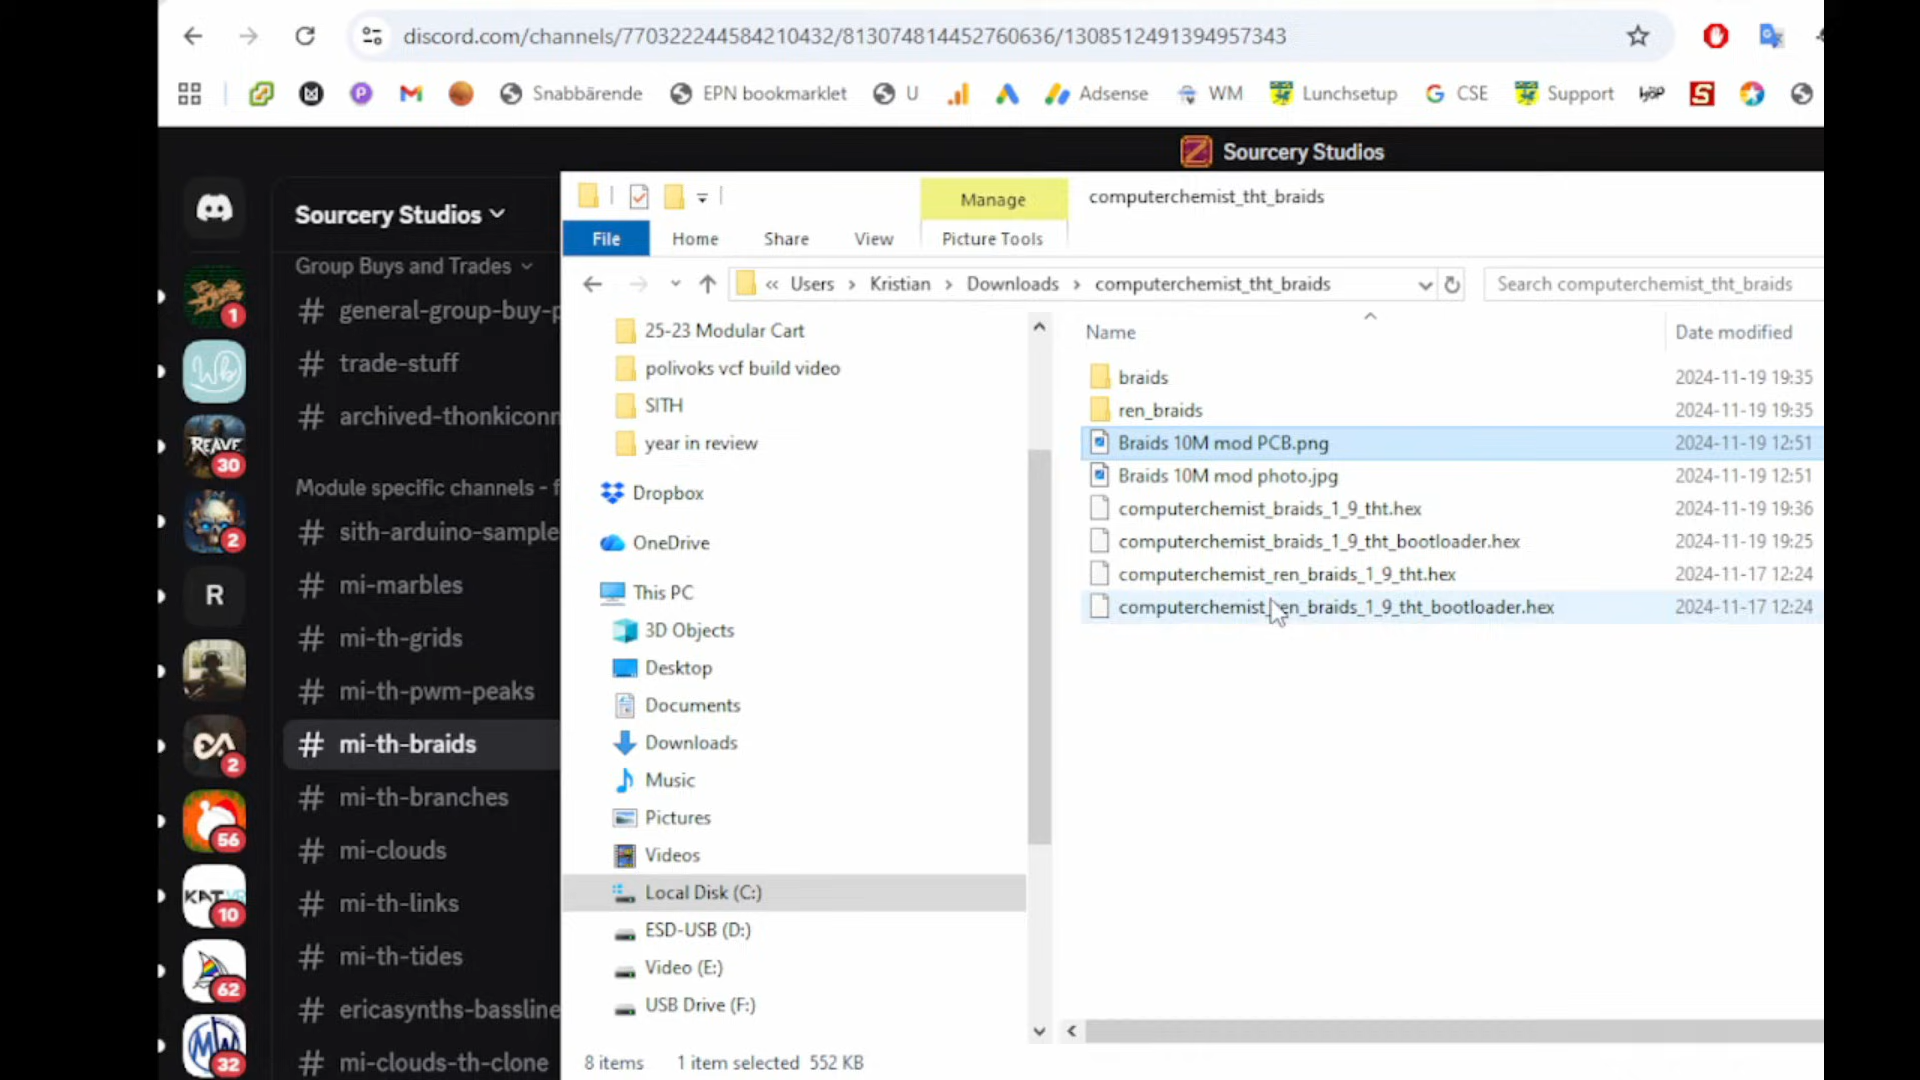 discord.com/channels/770322244584210432/813074814452760636/1308512491394957343
Snabbärende EPN bookmarklet U Adsense WM Lunchsetup G CSE Support S
Sourcery Studios
Sourcery Studios
Group Buys and Trades
# general-group-buy-p
# trade-stuff
# archived-thonkiconn
Module specific channels - f
# sith-arduino-sample
# mi-marbles
# mi-th-grids
# mi-th-pwm-peaks
# mi-th-braids
# mi-th-branches
# mi-clouds
# mi-th-links
# mi-th-tides
# ericasynths-bassline
# mi-clouds-th-clone
1
Wb
REAVE
30
2
R
2
56
KAT
10
62
32
Manage computerchemist_tht_braids
File Home Share View Picture Tools
« Users > Kristian > Downloads > computerchemist_tht_braids
Search computerchemist_tht_braids
25-23 Modular Cart
polivoks vcf build video
SITH
year in review
Dropbox
OneDrive
This PC
3D Objects
Desktop
Documents
Downloads
Music
Pictures
Videos
Local Disk (C:)
ESD-USB (D:)
Video (E:)
USB Drive (F:)
Name Date modified
braids 2024-11-19 19:35
ren_braids 2024-11-19 19:35
Braids 10M mod PCB.png 2024-11-19 12:51
Braids 10M mod photo.jpg 2024-11-19 12:51
computerchemist_braids_1_9_tht.hex 2024-11-19 19:36
computerchemist_braids_1_9_tht_bootloader.hex 2024-11-19 19:25
computerchemist_ren_braids_1_9_tht.hex 2024-11-17 12:24
computerchemist_ren_braids_1_9_tht_bootloader.hex 2024-11-17 12:24
8 items 1 item selected 552 KB